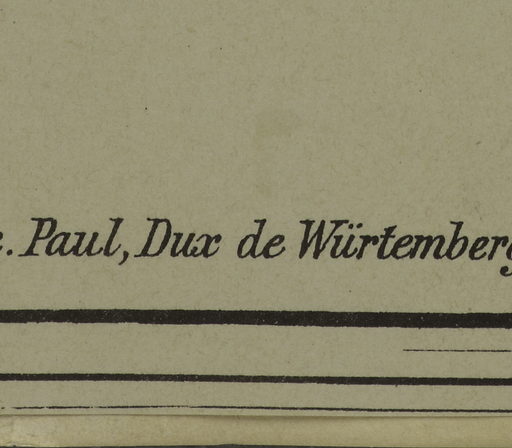 . Paul, Dux de Würtemberg